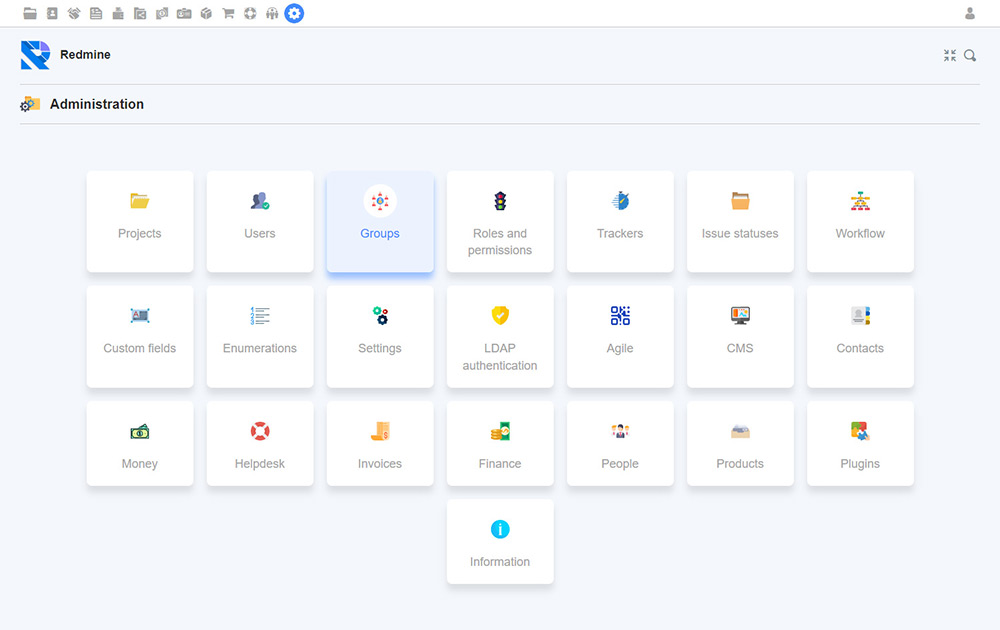 Redmine
Administration
Projects
Users
Groups
Roles and
permissions
Trackers
Issue statuses
Workflow
Custom fields
Enumerations
Settings
LDAP
authentication
Agile
CMS
Contacts
Money
Helpdesk
Invoices
Finance
People
Products
Plugins
Information